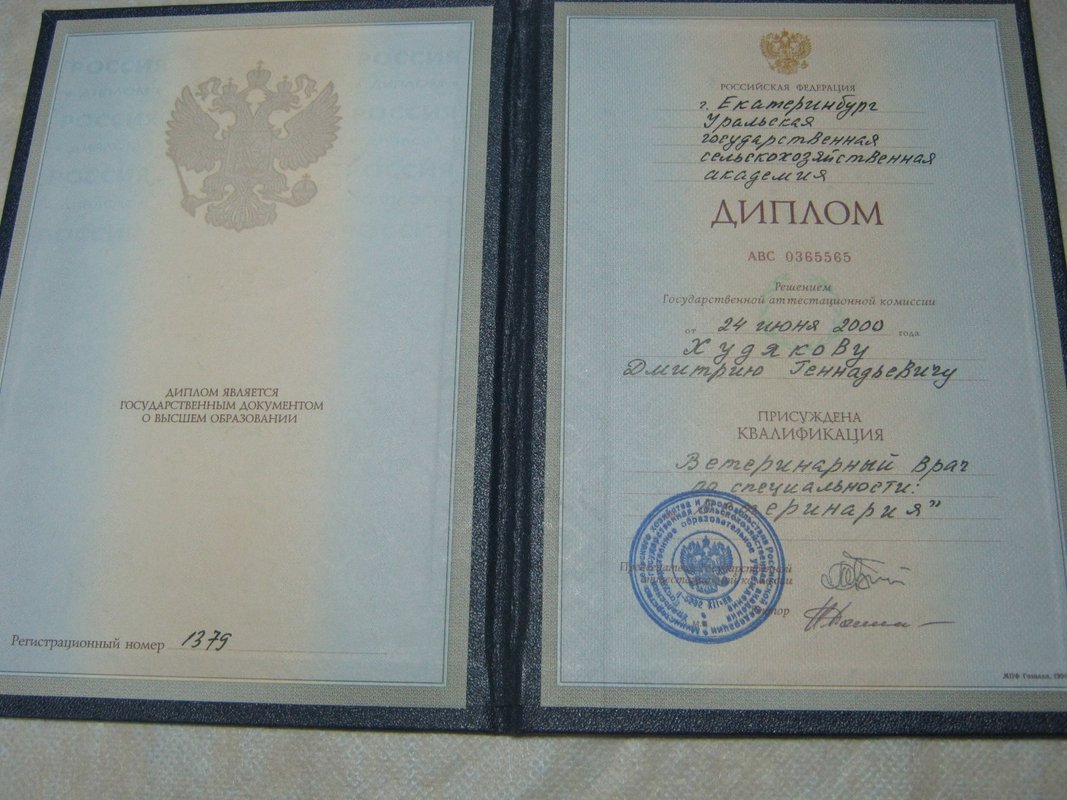 ДИПЛОМ ЯВЛЯЕТСЯ
ГОСУДАРСТВЕННЫМ ДОКУМЕНТОМ
О ВЫСШЕМ ОБРАЗОВАНИИ
Регистрационный номер 1379
РОССИЙСКАЯ ФЕДЕРАЦИЯ
г. Екатеринбург
Уральская
государственная
сельскохозяйственная
академия
ДИПЛОМ
АВС 0365565
Решением
Государственной аттестационной комиссии
от 24 июня 2000 года
Худякову
Дмитрию Геннадьевичу
ПРИСУЖДЕНА
КВАЛИФИКАЦИЯ
Ветеринарный врач
по специальности: